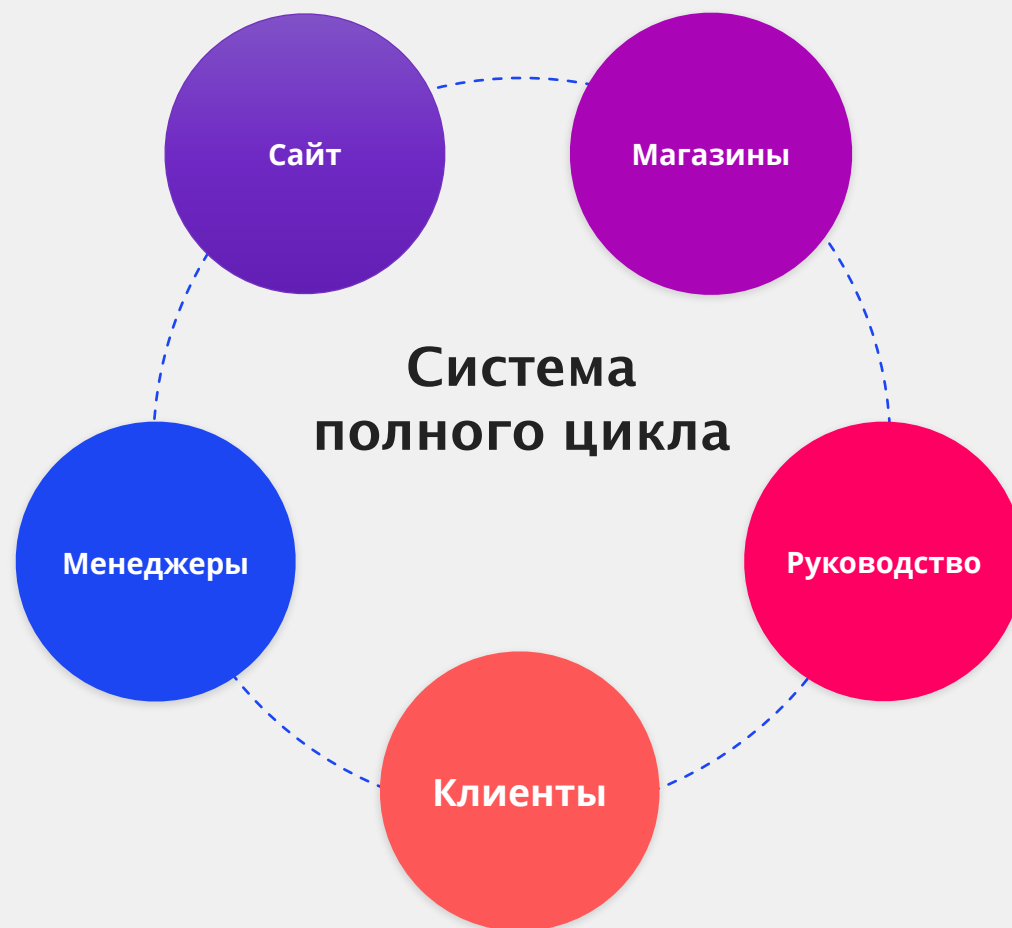 Сайт
Магазины
Система
полного цикла
Менеджеры
Руководство
Клиенты